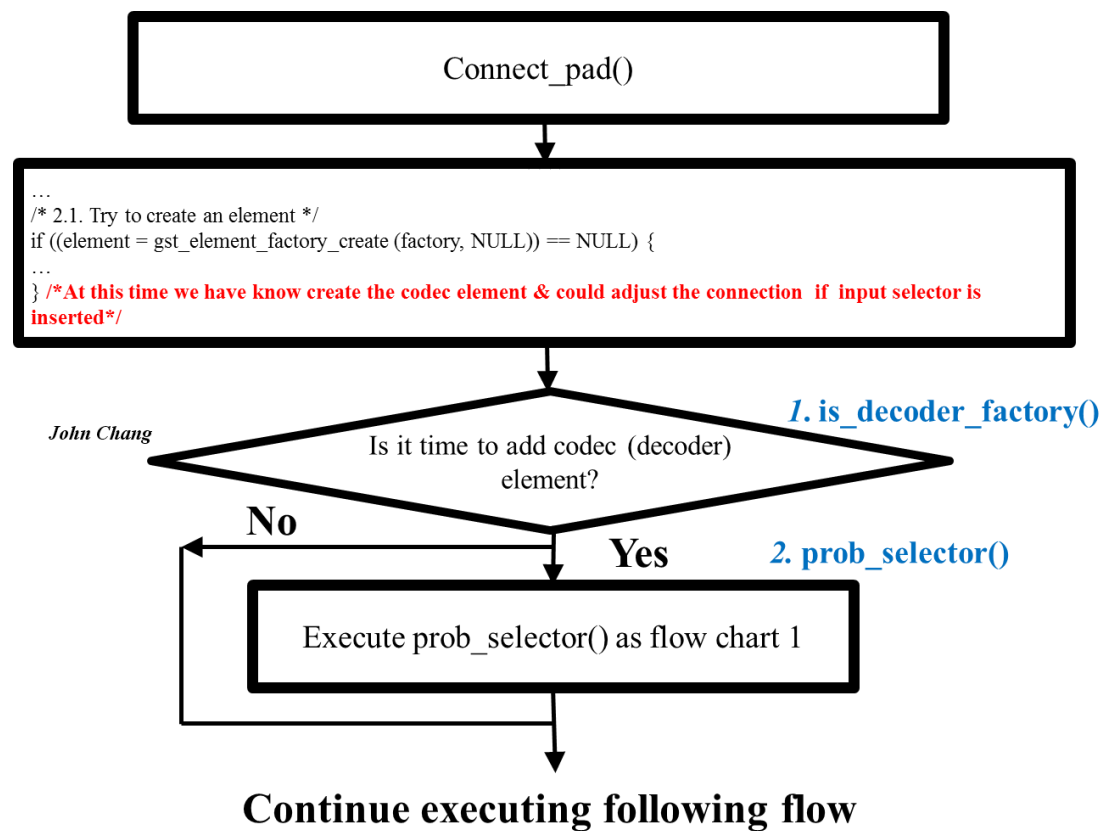 Connect_pad()
…
/* 2.1. Try to create an element */
if ((element = gst_element_factory_create (factory, NULL)) == NULL) {
…
} /*At this time we have know create the codec element & could adjust the connection  if  input selector is
inserted*/
1. is_decoder_factory()
John Chang
Is it time to add codec (decoder)
element?
No
Yes
2. prob_selector()
Execute prob_selector() as flow chart 1
Continue executing following flow